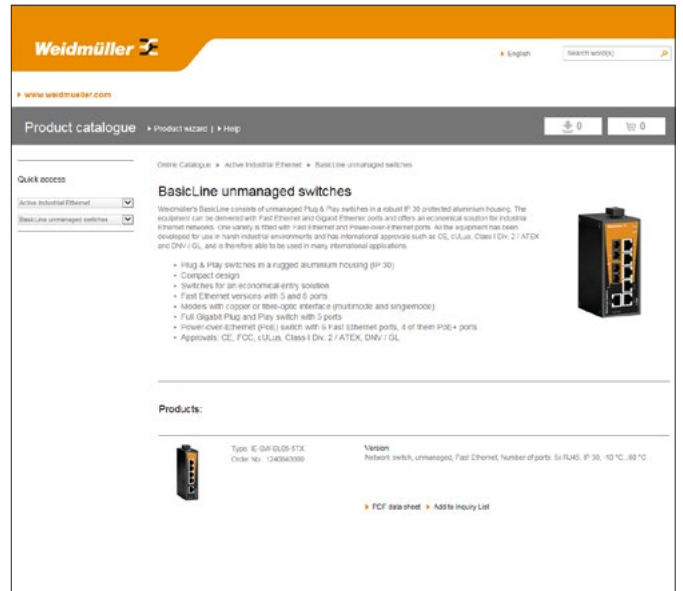 Weidmüller
English
Search word(s)
www.weidmueller.com
Product catalogue
Product wizard | Help
0
0
Quick access
Active Industrial Ethernet
BasicLine unmanaged switches
Online Catalogue Active Industrial Ethernet BasicLine unmanaged switches
BasicLine unmanaged switches
Weidmüller's BasicLine consists of unmanaged Plug & Play switches in a robust IP 30 protected aluminium housing. The
equipment can be delivered with Fast Ethernet and Gigabit Ethernet ports and offers an economical solution for industrial
Ethernet networks. One variety is fitted with Fast Ethernet and Power-over-Ethernet ports. All the equipment has been
developed for use in harsh industrial environments and has international approvals such as CE, cULus, Class I Div. 2 / ATEX
and DNV / GL, and is therefore able to be used in many international applications.
• Plug & Play switches in a rugged aluminium housing (IP 30)
• Compact design
• Switches for an economical entry solution
• Fast Ethernet versions with 5 and 8 ports
• Models with copper or fibre-optic interface (multimode and singlemode)
• Full Gigabit Plug and Play switch with 5 ports
• Power-over-Ethernet (PoE) switch with 6 Fast Ethernet ports, 4 of them PoE+ ports
• Approvals: CE, FCC, cULus, Class I Div. 2 / ATEX, DNV / GL
Products:
Type: IE-SW-BL05-5TX
Order No.: 1240840000
Version
Network switch, unmanaged, Fast Ethernet, Number of ports: 5x RJ45, IP 30, -10 °C...60 °C
PDF data sheet Add to Inquiry List